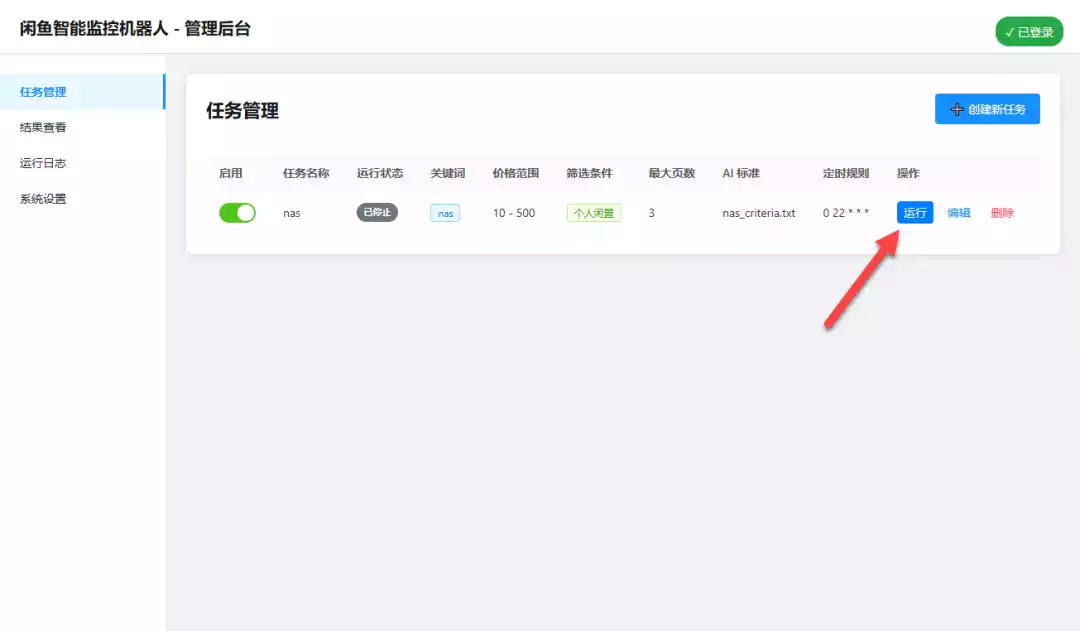 闲鱼智能监控机器人 - 管理后台
✓ 已登录
任务管理
结果查看
运行日志
系统设置
任务管理
创建新任务
启用 任务名称 运行状态 关键词 价格范围 筛选条件 最大页数 AI 标准 定时规则 操作
nas 已停止 nas 10 - 500 个人闲置 3 nas_criteria.txt 0 22 * * * 运行 编辑 删除